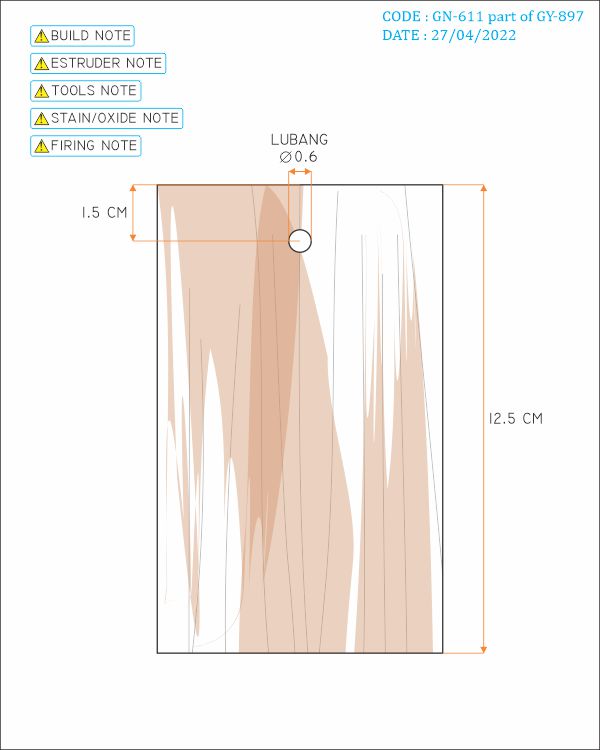 CODE : GN-611 part of GY-897
DATE : 27/04/2022
BUILD NOTE
ESTRUDER NOTE
TOOLS NOTE
STAIN/OXIDE NOTE
FIRING NOTE
LUBANG
∅0.6
1.5 CM
12.5 CM